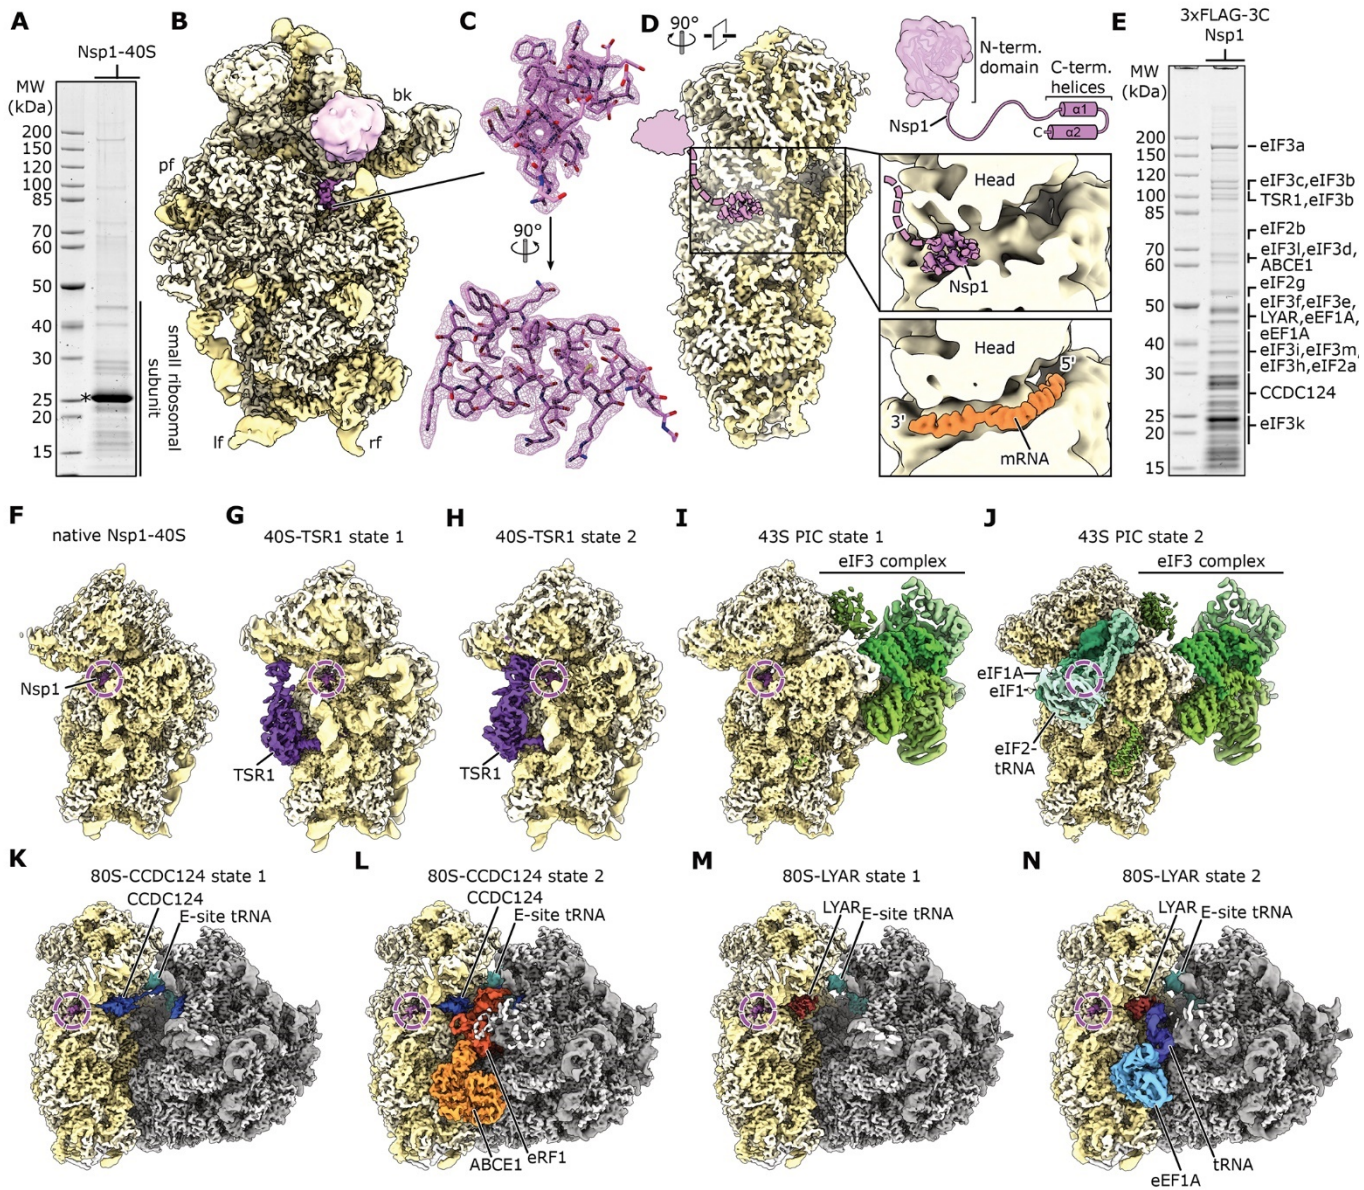 A
Nsp1-40S
MW
(kDa)
200
150
120
100
85
70
60
50
40
30
25
20
15
*
small ribosomal
subunit
B
bk
pf
lf
rf
C
90°
D
90°
N-term.
domain
C-term.
helices
Nsp1
α1
C
α2
Head
Nsp1
Head
5'
3'
mRNA
E
3xFLAG-3C
Nsp1
MW
(kDa)
200
150
120
100
85
70
60
50
40
30
25
20
15
eIF3a
eIF3c,eIF3b
TSR1,eIF3b
eIF2b
eIF3l,eIF3d,
ABCE1
eIF2g
eIF3f,eIF3e,
LYAR,eEF1A,
eEF1A
eIF3i,eIF3m,
eIF3h,eIF2a
CCDC124
eIF3k
F
native Nsp1-40S
Nsp1
G
40S-TSR1 state 1
TSR1
H
40S-TSR1 state 2
TSR1
I
43S PIC state 1
eIF3 complex
J
43S PIC state 2
eIF3 complex
eIF1A
eIF1
eIF2-
tRNA
K
80S-CCDC124 state 1
CCDC124
E-site tRNA
L
80S-CCDC124 state 2
CCDC124
E-site tRNA
ABCE1
eRF1
M
80S-LYAR state 1
LYAR
E-site tRNA
N
80S-LYAR state 2
LYAR
E-site tRNA
tRNA
eEF1A